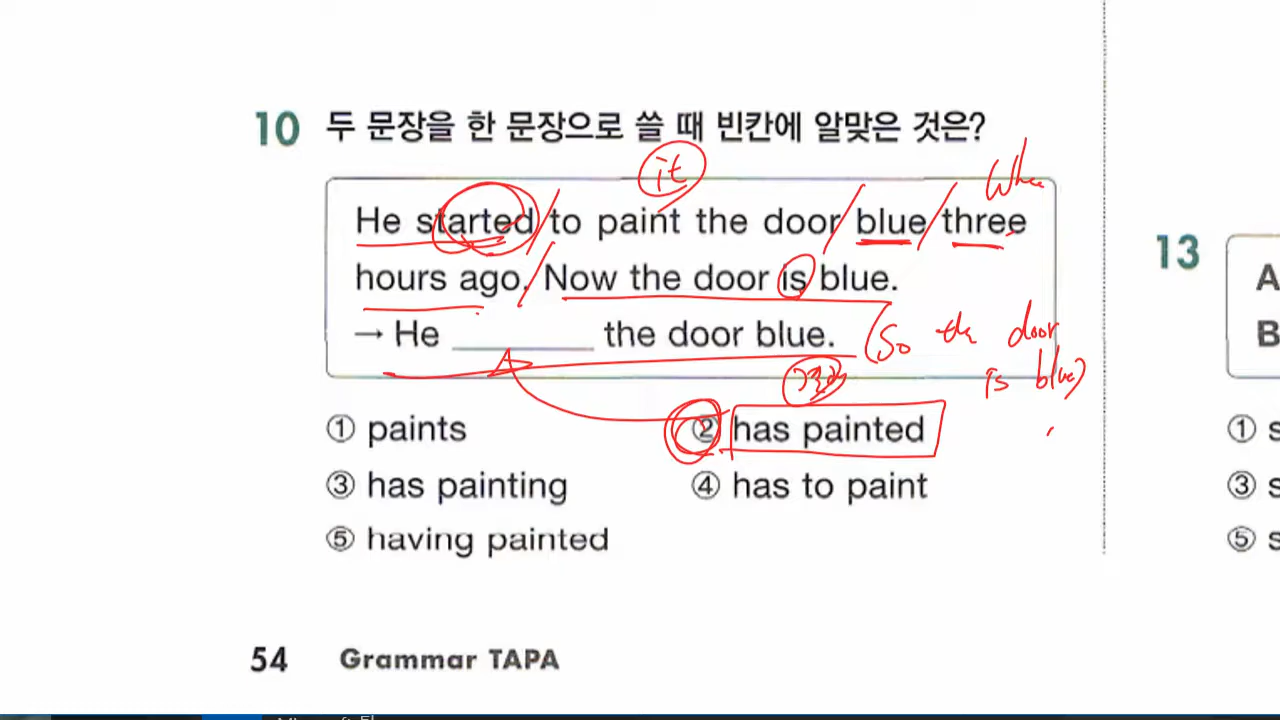 10 두 문장을 한 문장으로 쓸 때 빈칸에 알맞은 것은?
it
He started to paint the door blue three
hours ago. Now the door is blue.
→ He ________ the door blue.
(So the door
is blue)
① paints
② has painted
③ has painting
④ has to paint
⑤ having painted
13
A
B
① s
③ s
⑤ s
54 Grammar TAPA